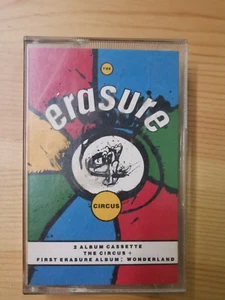 THE
erasure
CIRCUS
2 ALBUM CASSETTE
THE CIRCUS +
FIRST ERASURE ALBUM: WONDERLAND